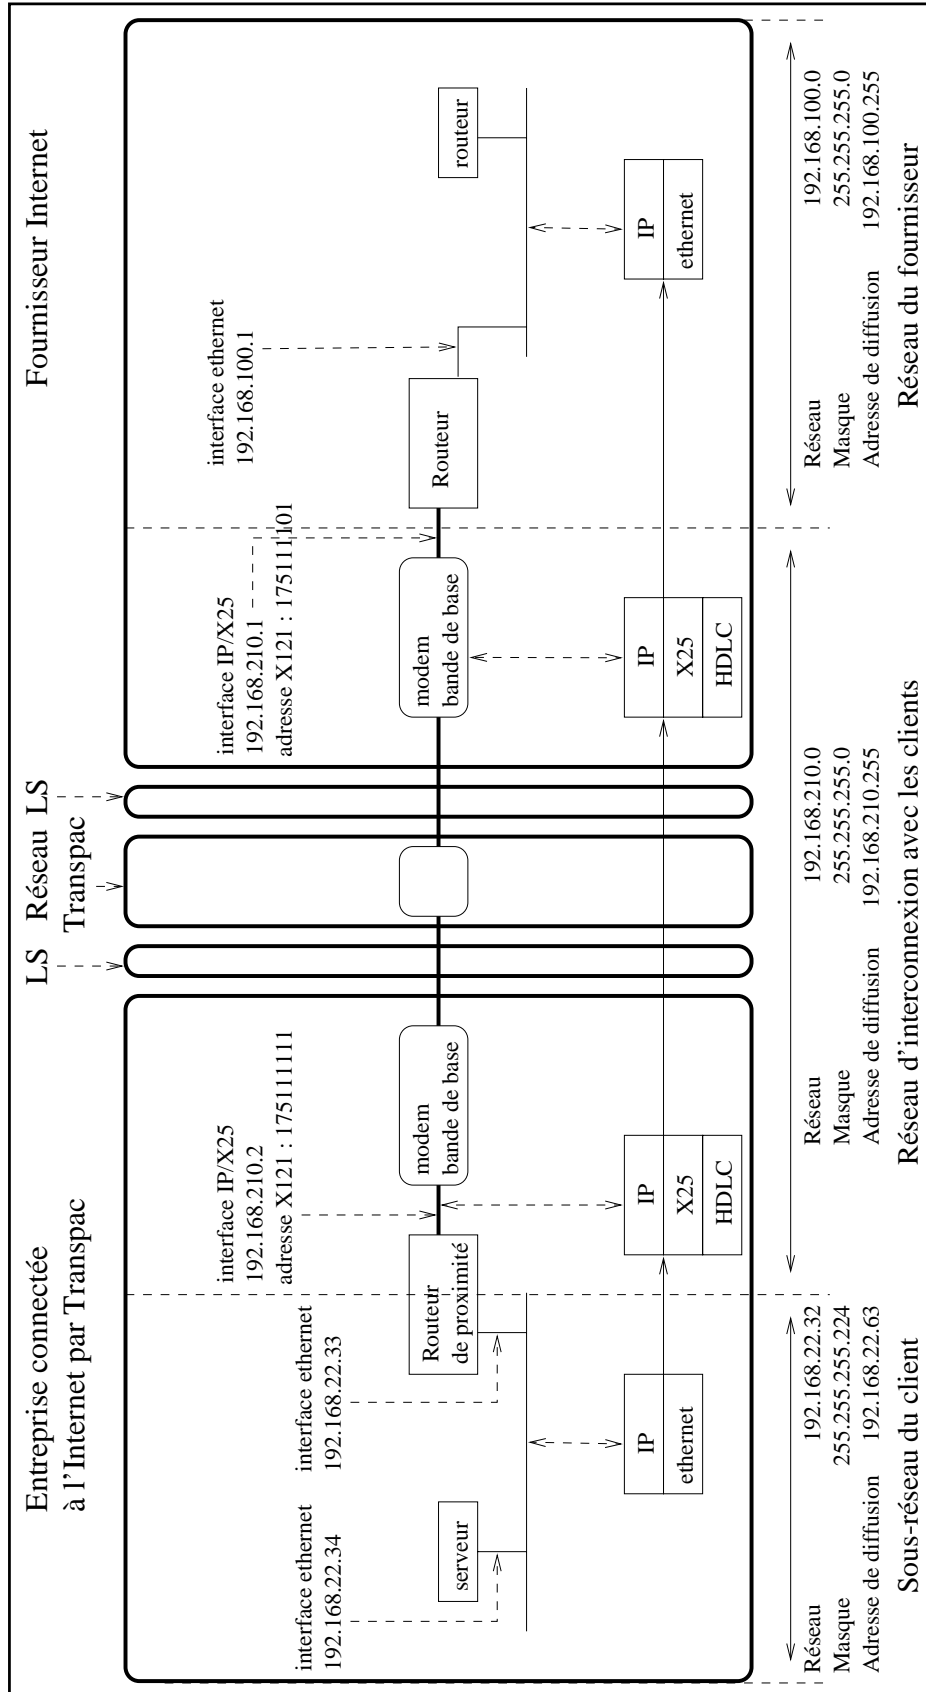 Entreprise connectée
à l'Internet par Transpac
LS
Réseau
Transpac
LS
Fournisseur Internet
interface ethernet
192.168.22.34
interface ethernet
192.168.22.33
interface IP/X25
192.168.210.2
adresse X121 : 175111111
interface IP/X25
192.168.210.1
adresse X121 : 175111101
interface ethernet
192.168.100.1
serveur
Routeur
de proximité
modem
bande de base
modem
bande de base
Routeur
routeur
IP
ethernet
IP
X25
HDLC
IP
X25
HDLC
IP
ethernet
Réseau 192.168.22.32
Masque 255.255.255.224
Adresse de diffusion 192.168.22.63
Sous-réseau du client
Réseau 192.168.210.0
Masque 255.255.255.0
Adresse de diffusion 192.168.210.255
Réseau d'interconnexion avec les clients
Réseau 192.168.100.0
Masque 255.255.255.0
Adresse de diffusion 192.168.100.255
Réseau du fournisseur